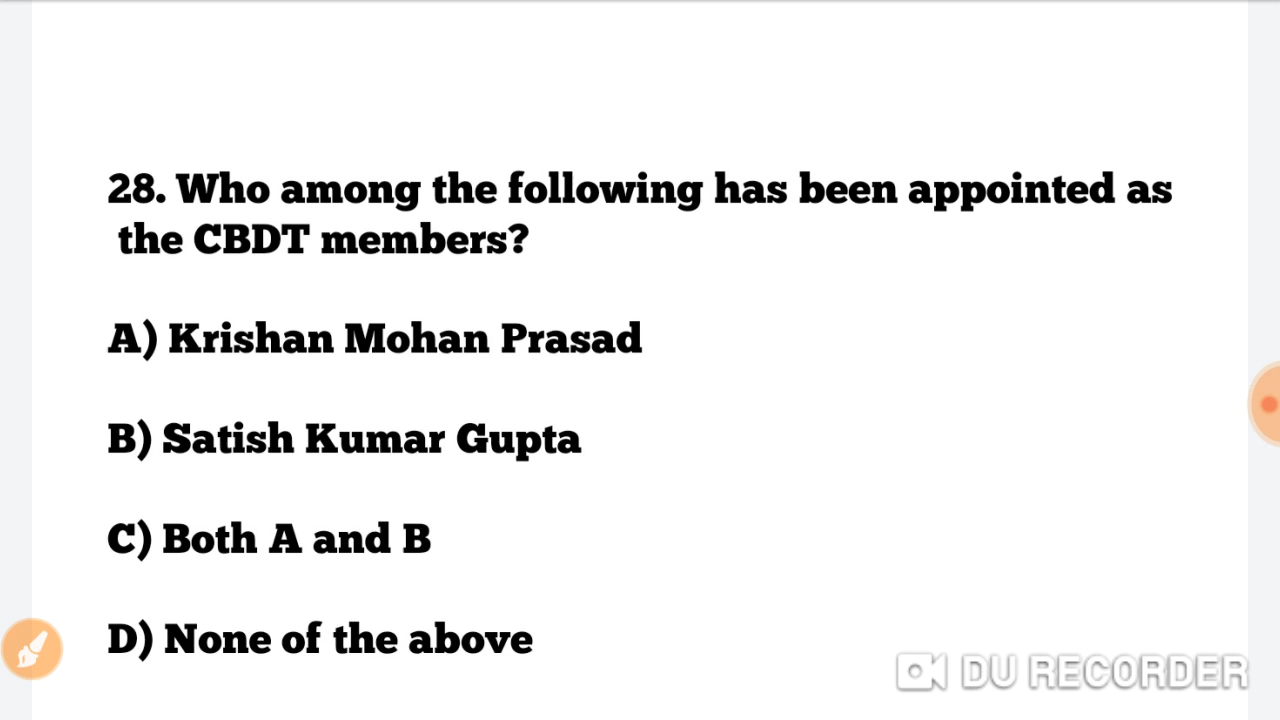 28. Who among the following has been appointed as
the CBDT members?
A) Krishan Mohan Prasad
B) Satish Kumar Gupta
C) Both A and B
D) None of the above
DU RECORDER